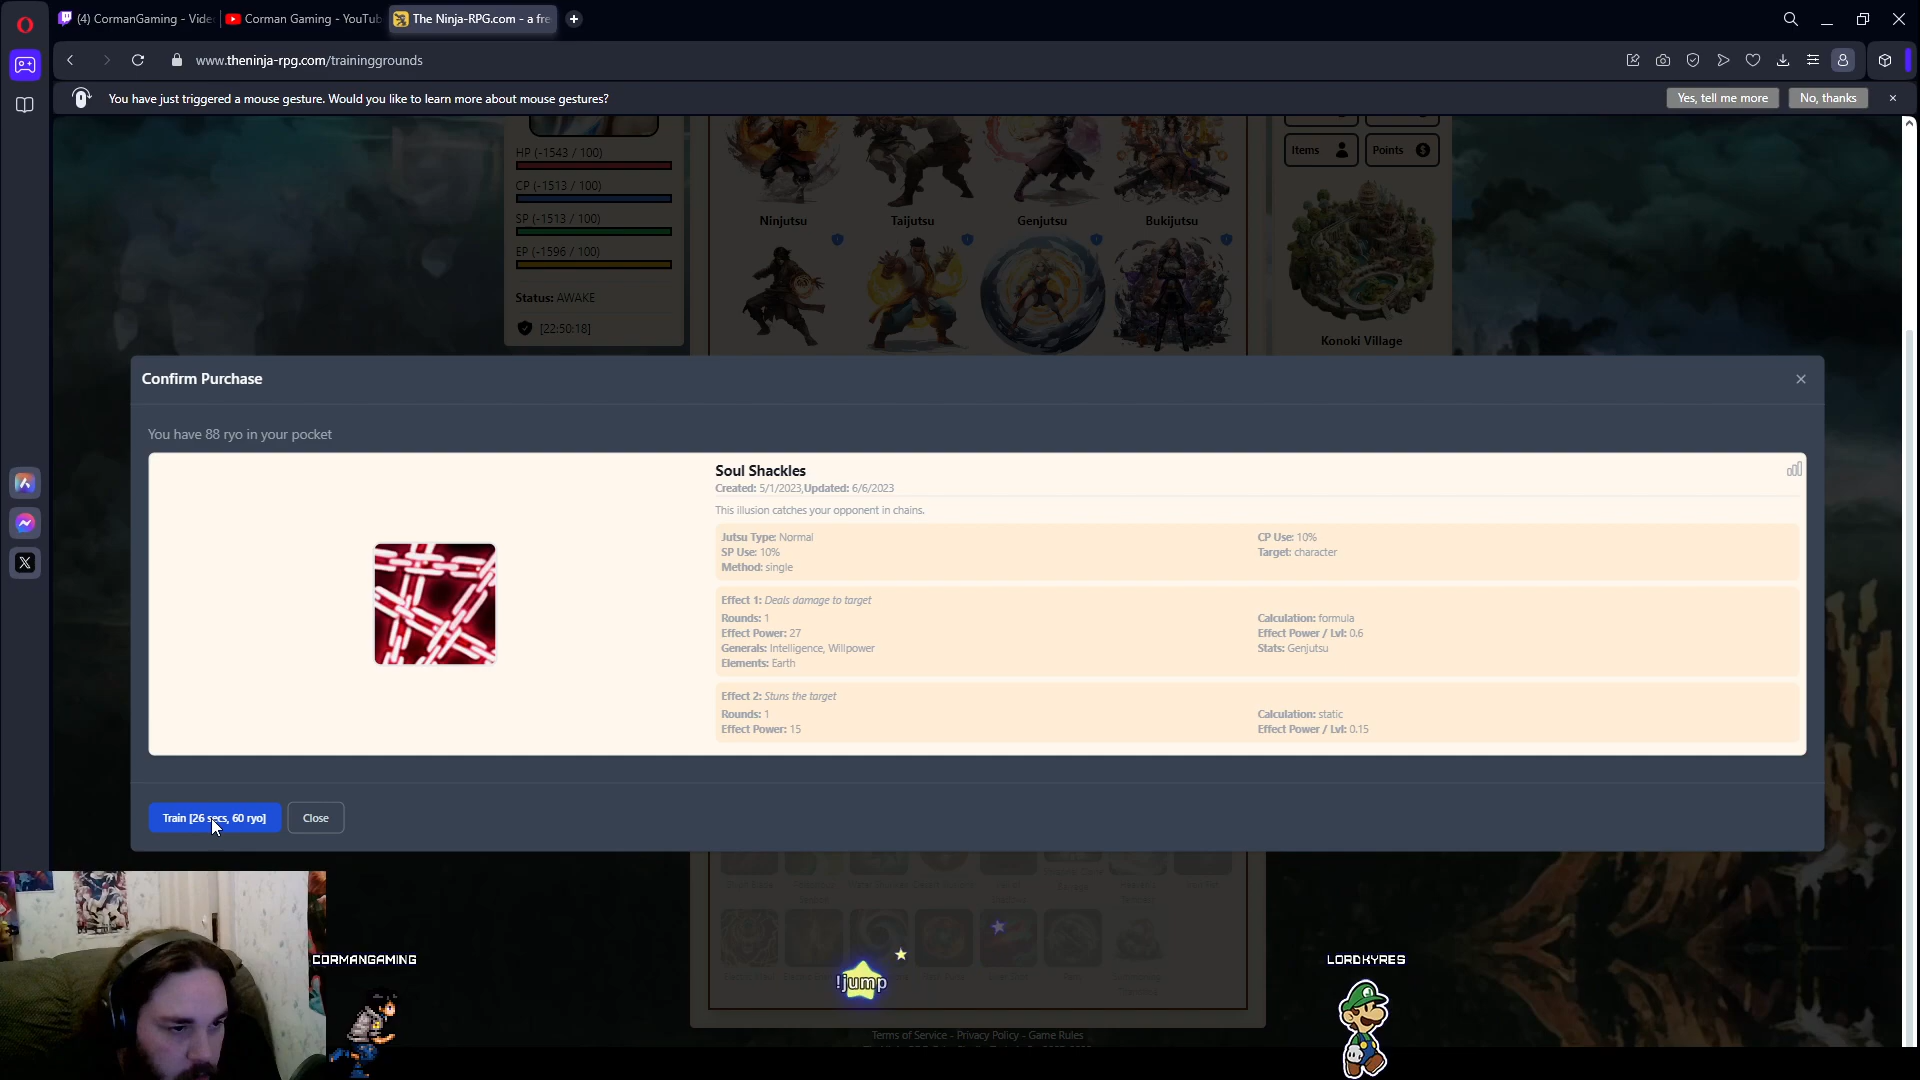 (4) CormanGaming - Vide
Corman Gaming - YouTub
The Ninja-RPG.com - a fre
www.theninja-rpg.com/traininggrounds
You have just triggered a mouse gesture. Would you like to learn more about mouse gestures?
Yes, tell me more
No, thanks
HP (-1543 / 100)
CP (-1513 / 100)
SP (-1513 / 100)
EP (-1596 / 100)
Status: AWAKE
[22:50:18]
Ninjutsu
Taijutsu
Genjutsu
Bukijutsu
Items
Points
Konoki Village
Confirm Purchase
You have 88 ryo in your pocket
Soul Shackles
Created: 5/1/2023,Updated: 6/6/2023
This illusion catches your opponent in chains.
Jutsu Type: Normal
CP Use: 10%
SP Use: 10%
Target: character
Method: single
Effect 1: Deals damage to target
Rounds: 1
Calculation: formula
Effect Power: 27
Effect Power / Lvl: 0.6
Generals: Intelligence, Willpower
Stats: Genjutsu
Elements: Earth
Effect 2: Stuns the target
Rounds: 1
Calculation: static
Effect Power: 15
Effect Power / Lvl: 0.15
Train [26 secs, 60 ryo]
Close
CORMANGAMING
!jump
LORDKYRES
Terms of Service - Privacy Policy - Game Rules